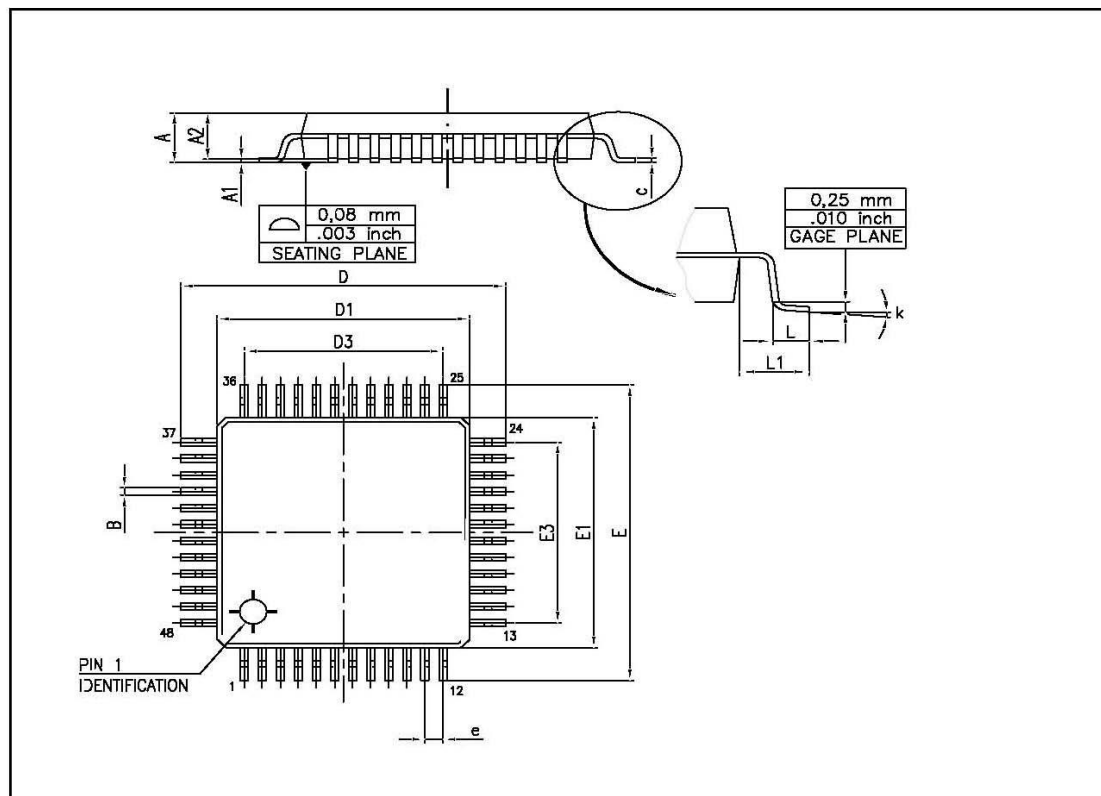 A
A2
A1
c
0,08 mm
.003 inch
SEATING PLANE
0,25 mm
.010 inch
GAGE PLANE
k
L
L1
D
D1
D3
36
25
37
24
B
E3
E1
E
48
13
PIN 1
IDENTIFICATION
1
12
e